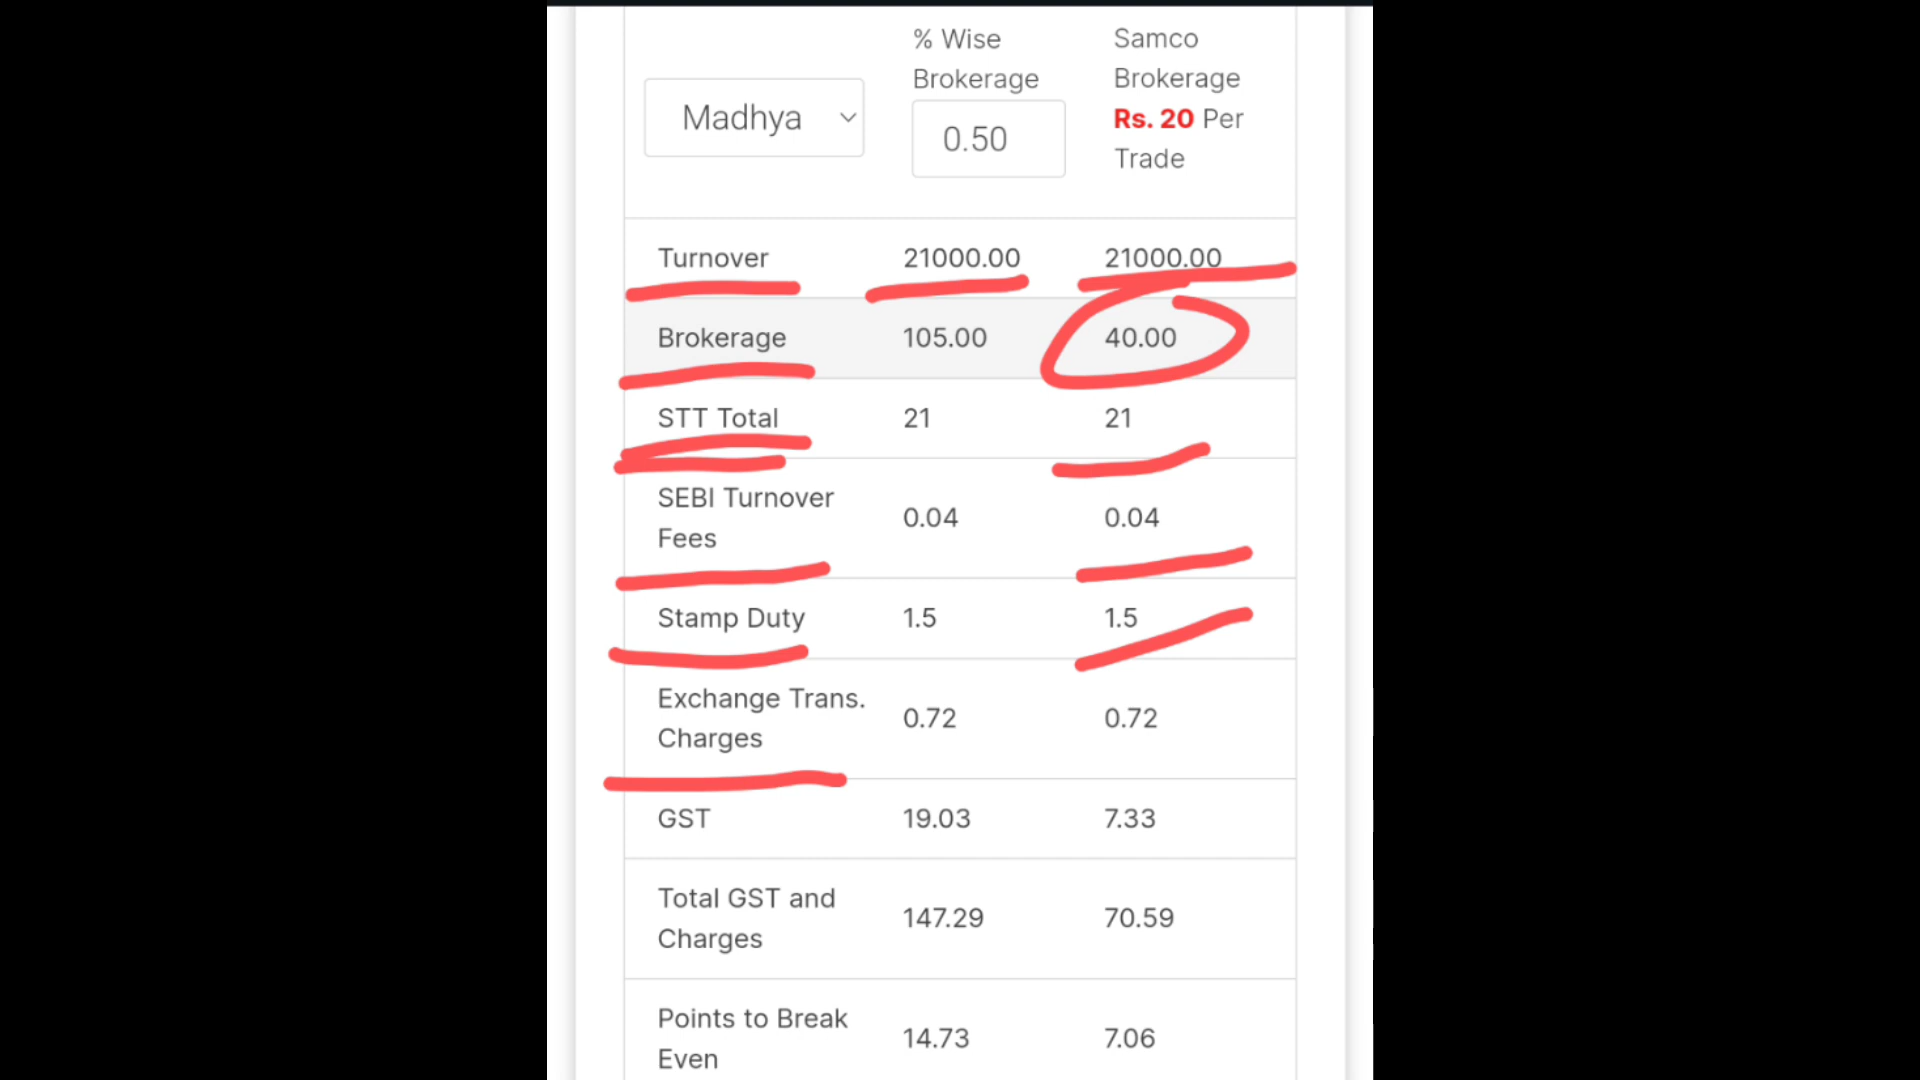 % Wise
Brokerage
Samco
Brokerage
Rs. 20 Per
Trade
Madhya
0.50
Turnover 21000.00 21000.00
Brokerage 105.00 40.00
STT Total 21 21
SEBI Turnover
Fees
0.04 0.04
Stamp Duty 1.5 1.5
Exchange Trans.
Charges
0.72 0.72
GST 19.03 7.33
Total GST and
Charges
147.29 70.59
Points to Break
Even
14.73 7.06